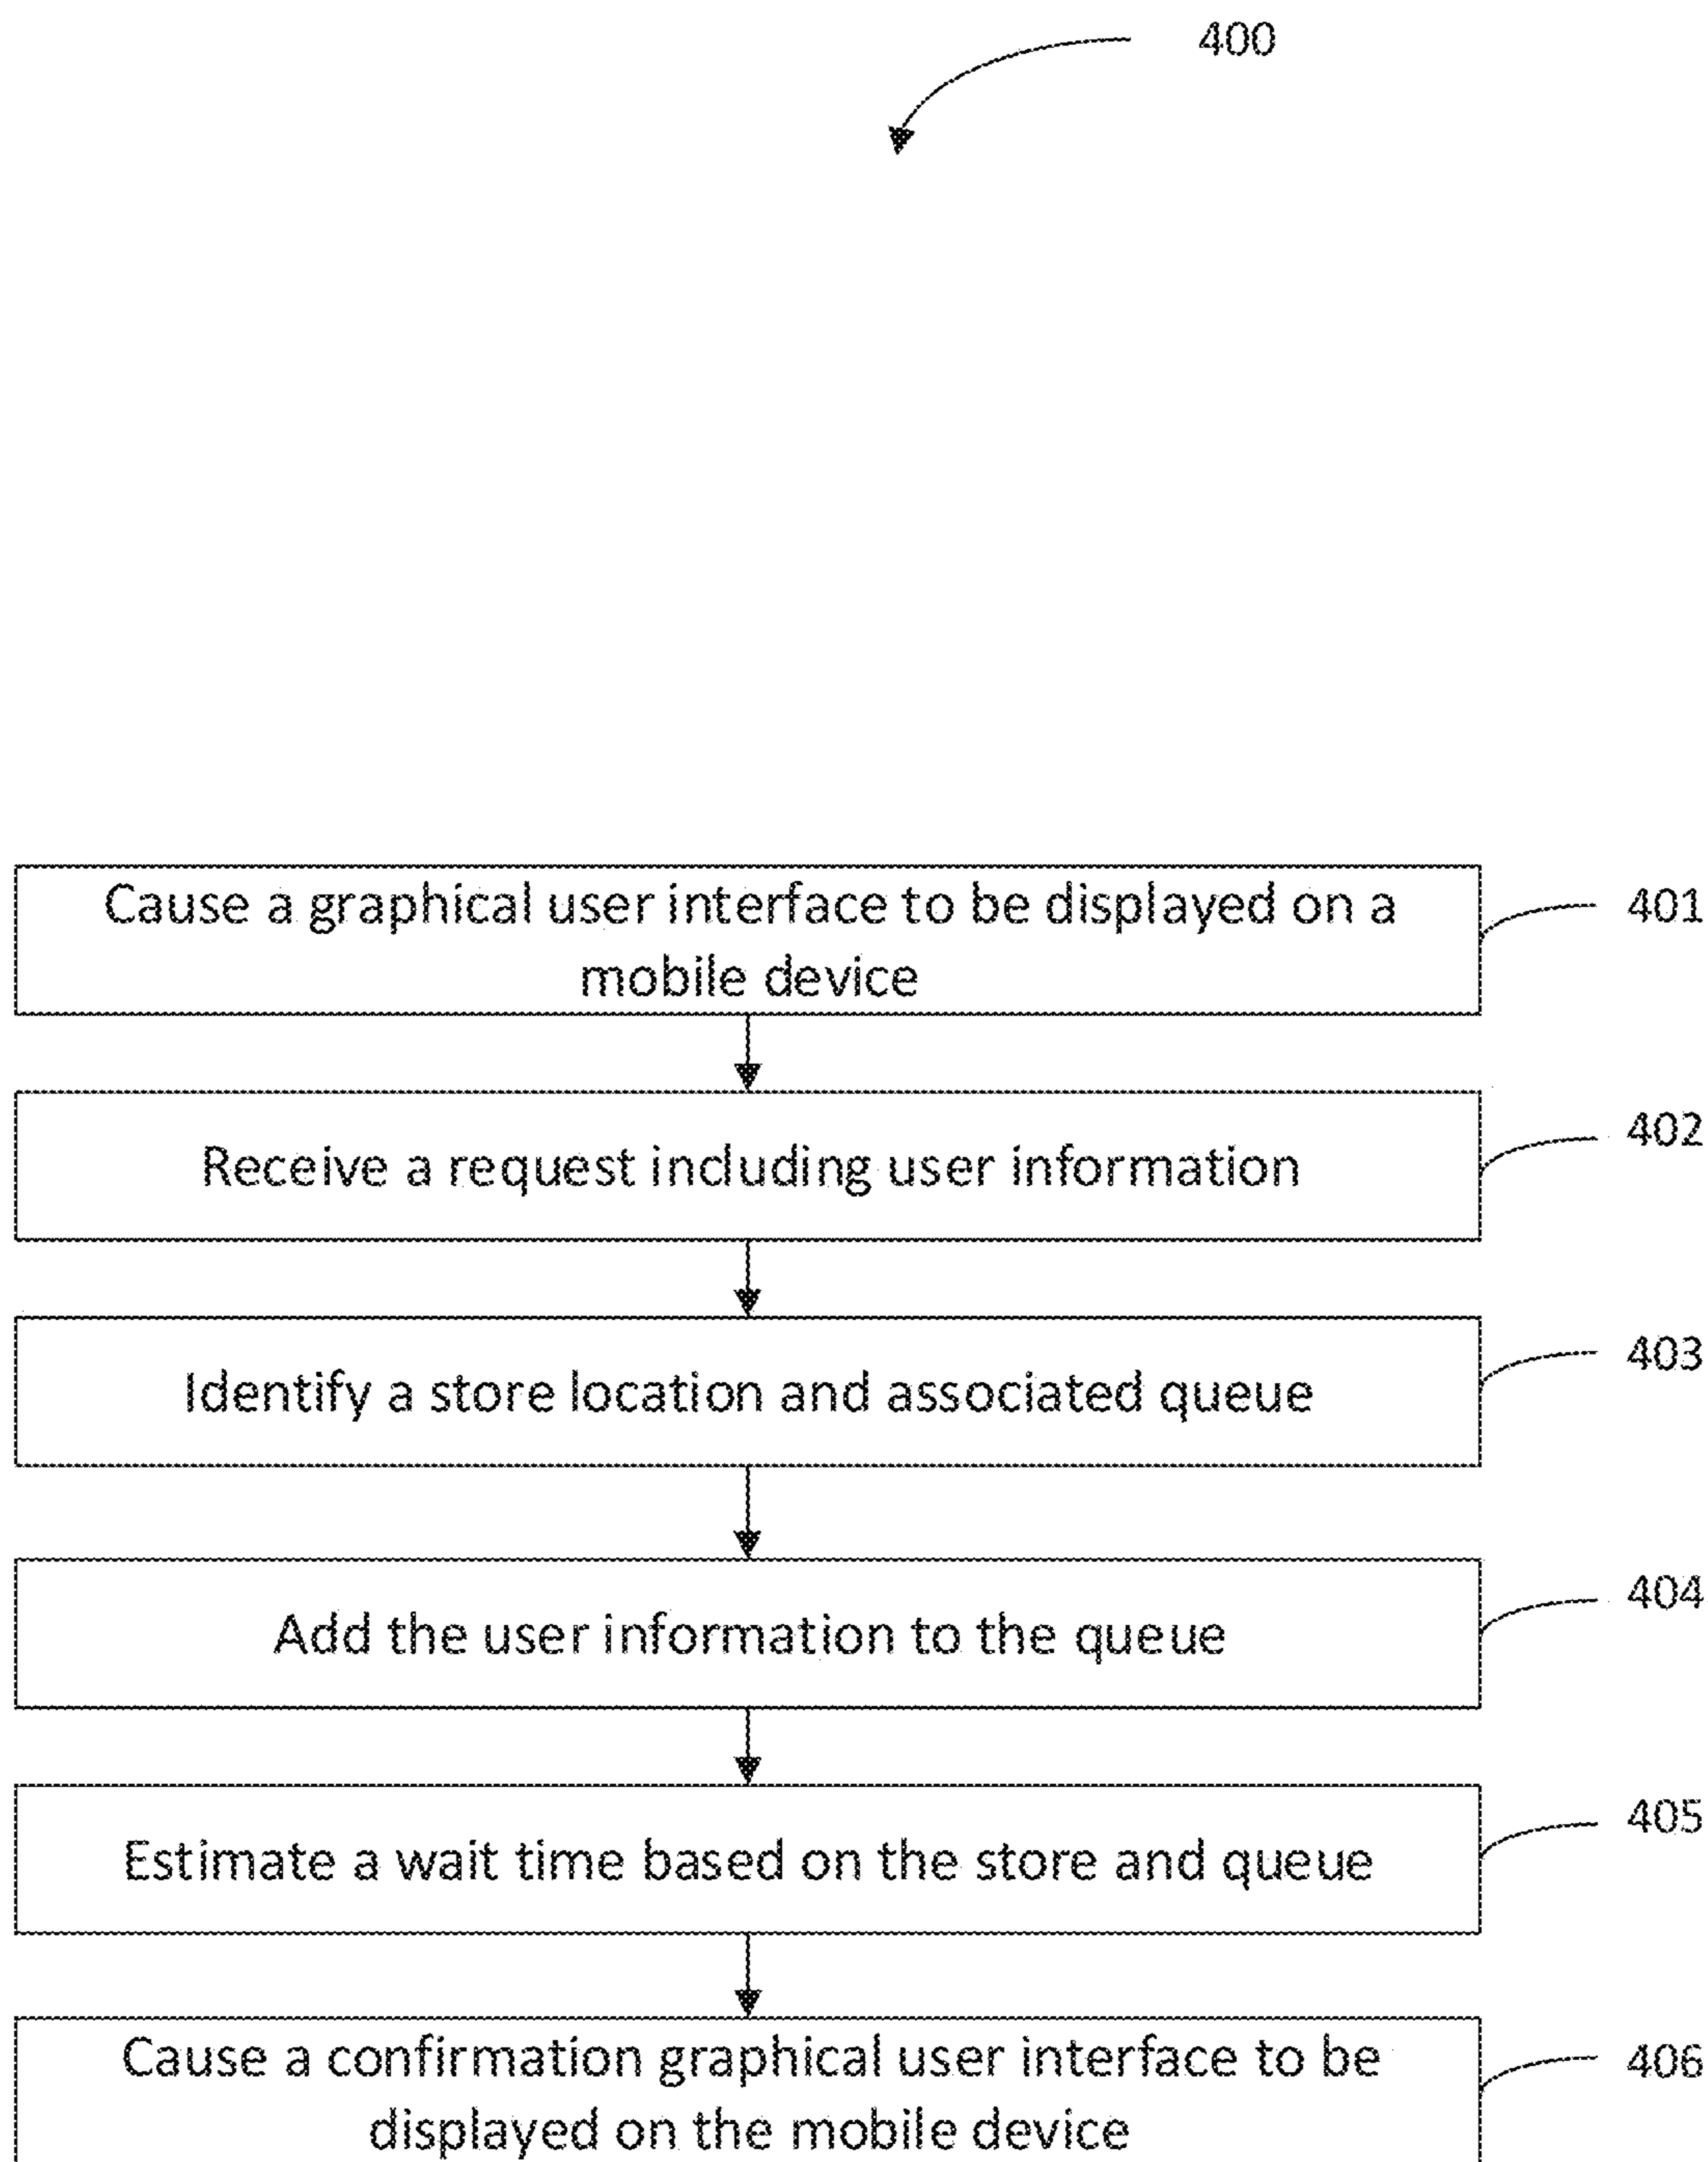 400
Cause a graphical user interface to be displayed on a
mobile device
401
Receive a request including user information
402
Identify a store location and associated queue
403
Add the user information to the queue
404
Estimate a wait time based on the store and queue
405
Cause a confirmation graphical user interface to be
displayed on the mobile device
406